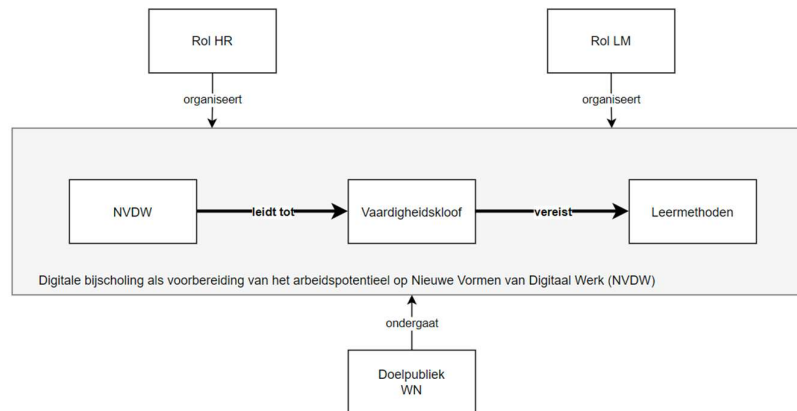 Rol HR
Rol LM
organiseert
organiseert
NVDW
leidt tot
Vaardigheidskloof
vereist
Leermethoden
Digitale bijscholing als voorbereiding van het arbeidspotentieel op Nieuwe Vormen van Digitaal Werk (NVDW)
ondergaat
Doelpubliek
WN